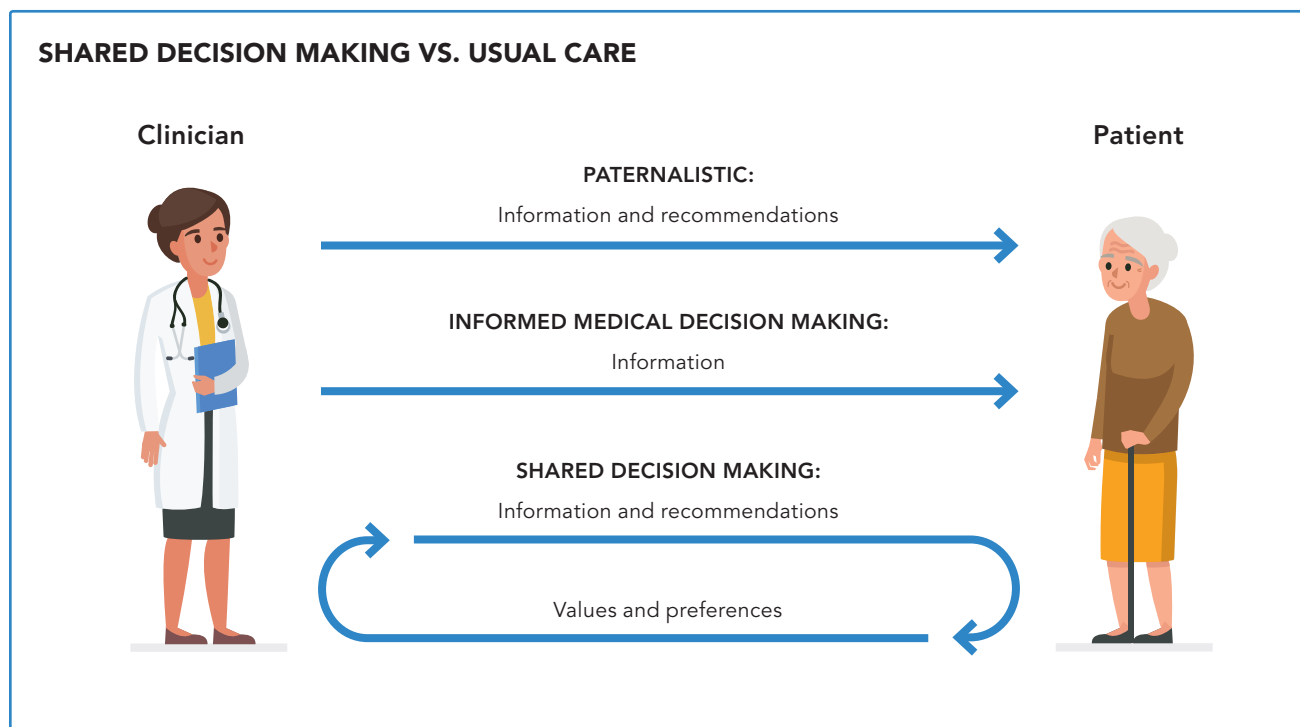 SHARED DECISION MAKING VS. USUAL CARE
Clinician
Patient
PATERNALISTIC:
Information and recommendations
INFORMED MEDICAL DECISION MAKING:
Information
SHARED DECISION MAKING:
Information and recommendations
Values and preferences